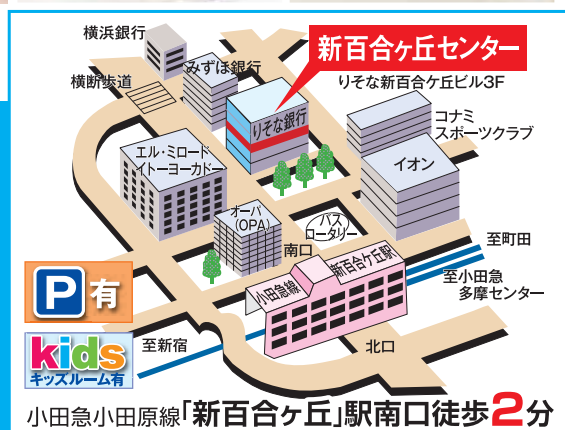 横浜銀行
新百合ヶ丘センター
みずほ銀行
横断歩道
りそな新百合ケ丘ビル3F
りそな銀行
コナミ
スポーツクラブ
エル・ミロード
イトーヨーカドー
イオン
オーパ
(OPA)
バス
ロータリー
南口
至町田
新百合ケ丘駅
小田急線
至小田急
多摩センター
P有
kids
キッズルーム有
至新宿
北口
小田急小田原線「新百合ヶ丘」駅南口徒歩2分